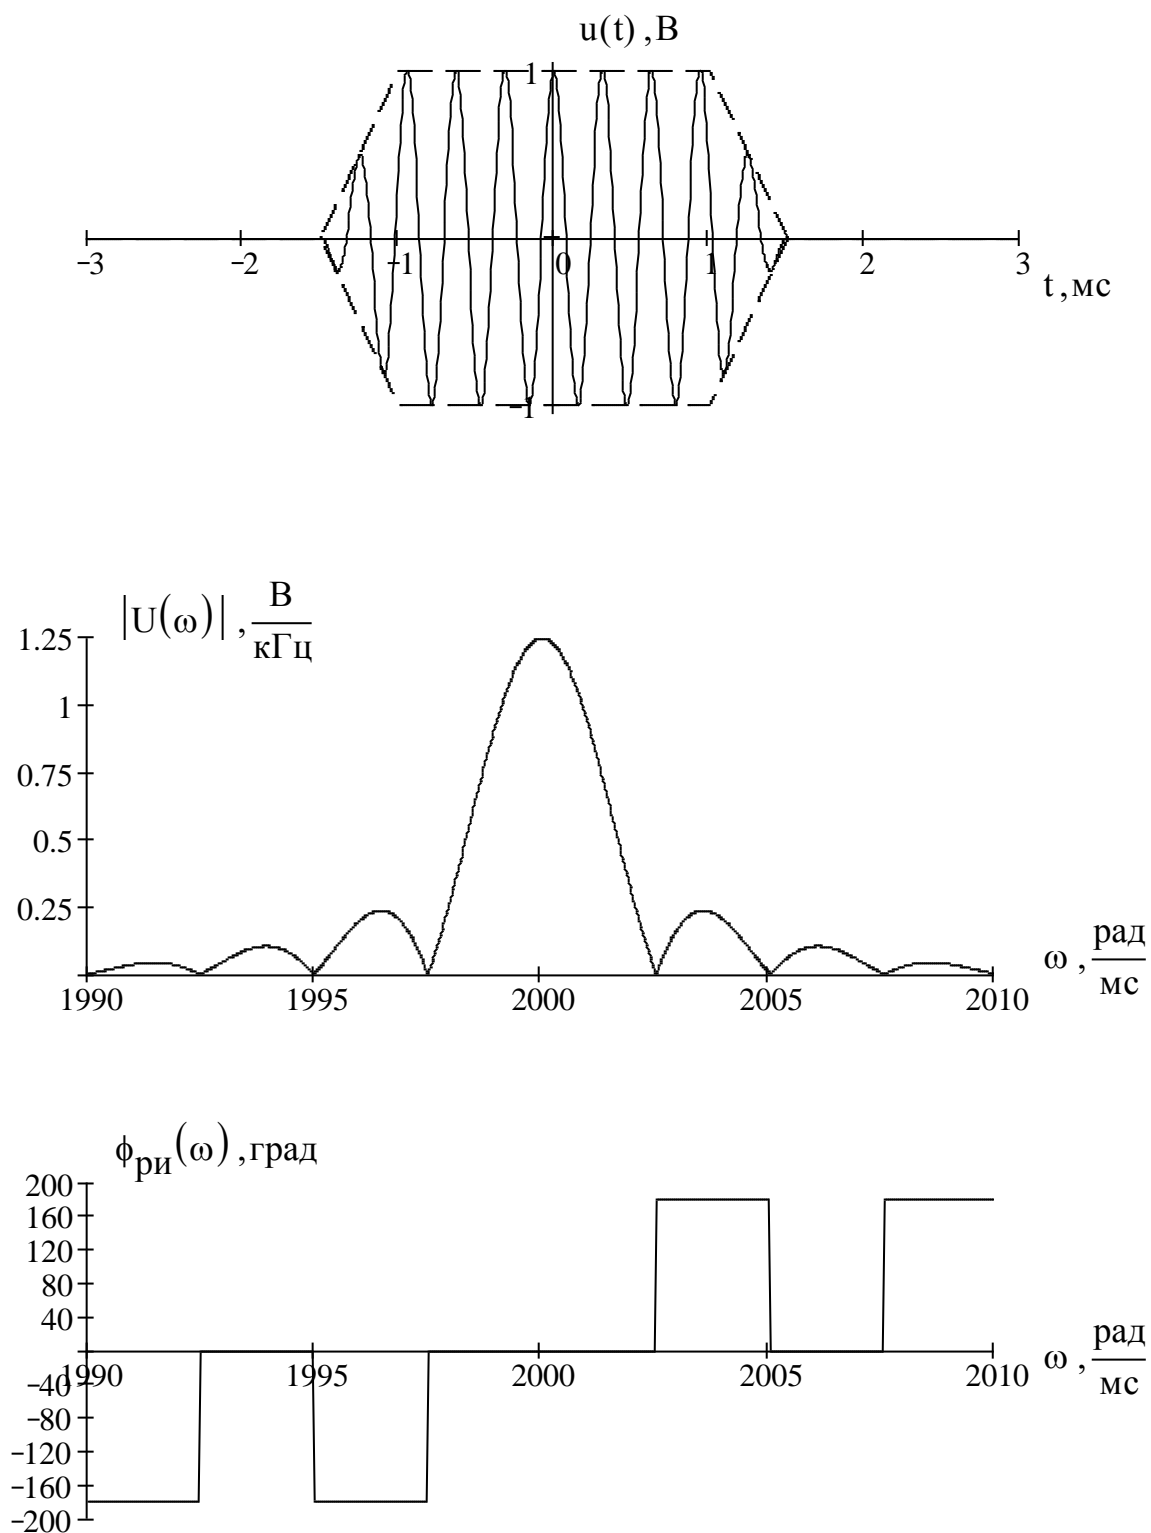 u(t) , В
1
−3 −2 −1 0 1 2 3
t , мс
−1
|U(ω)| , В
кГц
1.25
1
0.75
0.5
0.25
1990 1995 2000 2005 2010
ω , рад
мс
ϕри(ω) , град
200
160
120
80
40
1990 1995 2000 2005 2010
ω , рад
мс
−40
−80
−120
−160
−200